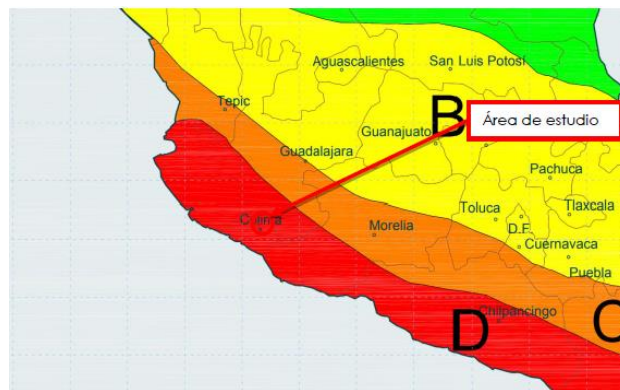 Aguascalientes
San Luis Potosí
Tepic
B
Guanajuato
Área de estudio
Guadalajara
Pachuca
Colima
Morelia
Toluca
Tlaxcala
D.F.
Cuernavaca
Puebla
D
Chilpancingo
C